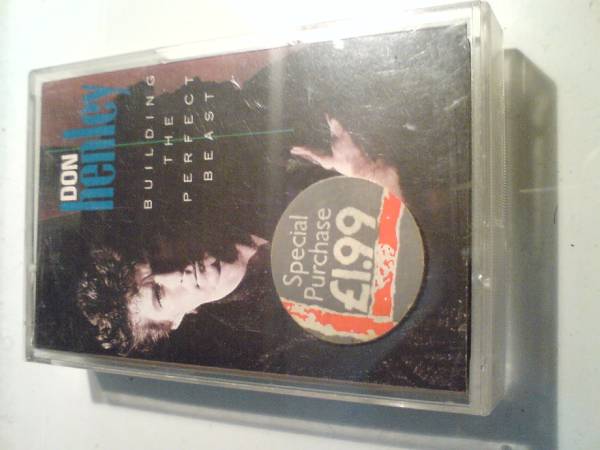 DON
henley
BUILDING
THE
PERFECT
BEAST
Special
Purchase
£1.99